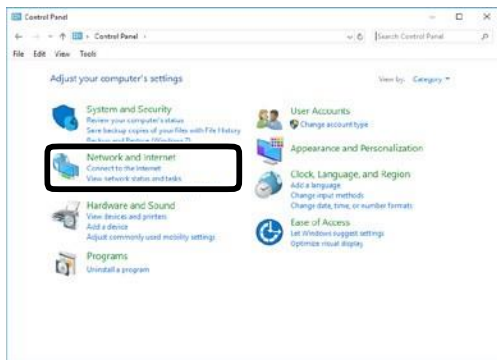 Control Panel
Control Panel
Search Control Panel
File Edit View Tools
Adjust your computer's settings
View by: Category
System and Security
Review your computer's status
Save backup copies of your files with File History
Backup and Restore (Windows 7)
Network and Internet
Connect to the Internet
View network status and tasks
Hardware and Sound
View devices and printers
Add a device
Adjust commonly used mobility settings
Programs
Uninstall a program
User Accounts
Change account type
Appearance and Personalization
Clock, Language, and Region
Add a language
Change input methods
Change date, time, or number formats
Ease of Access
Let Windows suggest settings
Optimize visual display